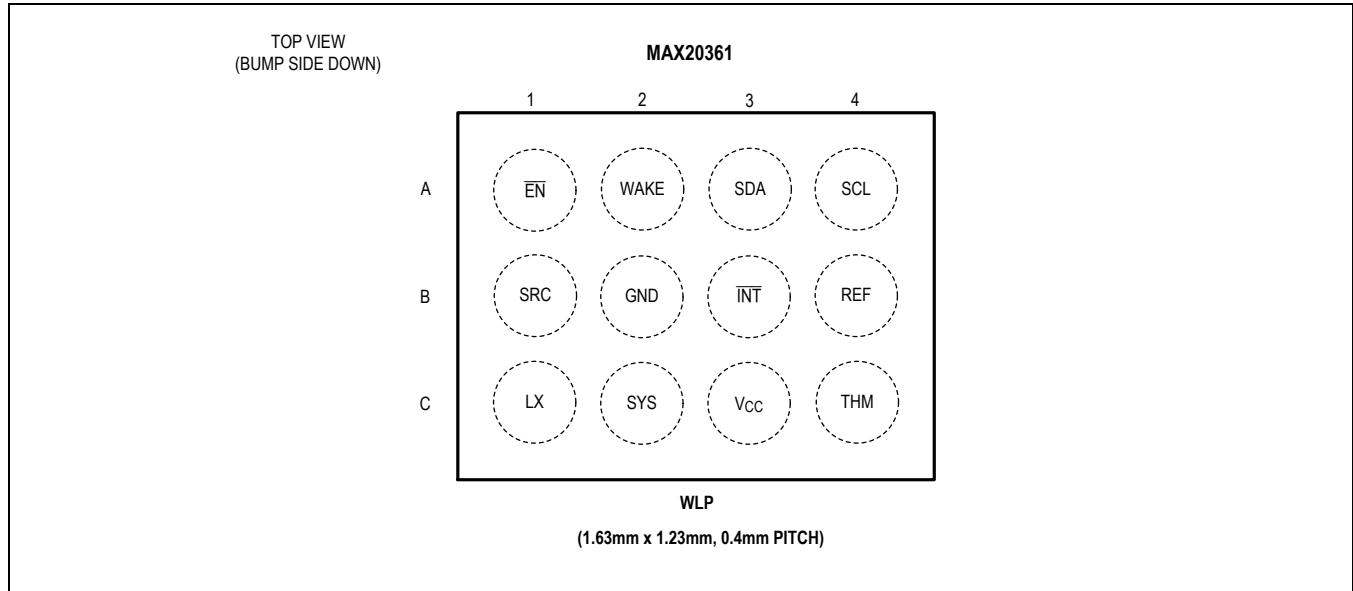 TOP VIEW
(BUMP SIDE DOWN)
MAX20361
1 2 3 4
A EN WAKE SDA SCL
B SRC GND INT REF
C LX SYS VCC THM
WLP
(1.63mm x 1.23mm, 0.4mm PITCH)